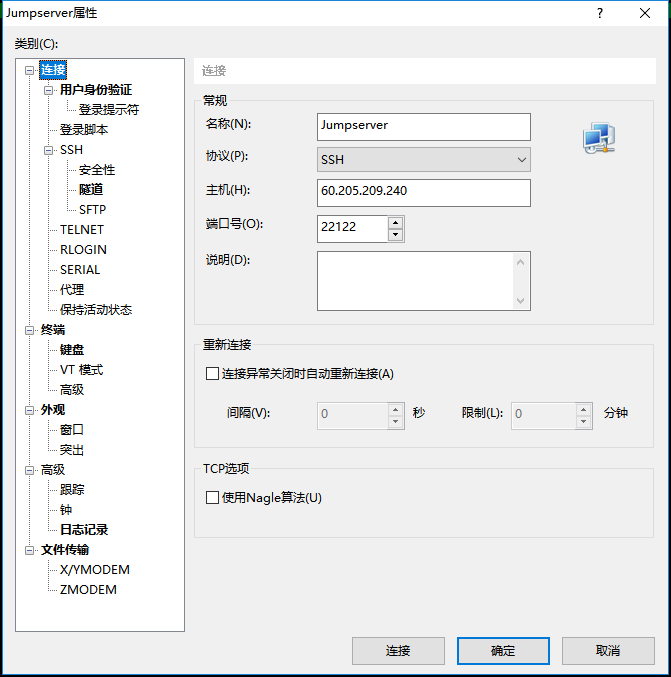 Jumpserver属性
类别(C):
连接
用户身份验证
登录提示符
登录脚本
SSH
安全性
隧道
SFTP
TELNET
RLOGIN
SERIAL
代理
保持活动状态
终端
键盘
VT 模式
高级
外观
窗口
突出
高级
跟踪
钟
日志记录
文件传输
X/YMODEM
ZMODEM
连接
常规
名称(N):
Jumpserver
协议(P):
SSH
主机(H):
60.205.209.240
端口号(O):
22122
说明(D):
重新连接
连接异常关闭时自动重新连接(A)
间隔(V):
0
秒
限制(L):
0
分钟
TCP选项
使用Nagle算法(U)
连接
确定
取消